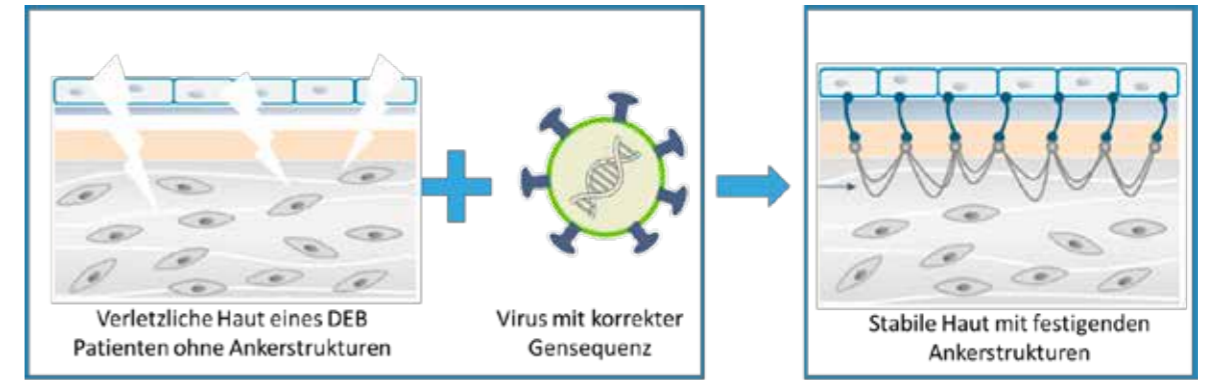 Verletzliche Haut eines DEB
Patienten ohne Ankerstrukturen
Virus mit korrekter
Gensequenz
Stabile Haut mit festigenden
Ankerstrukturen